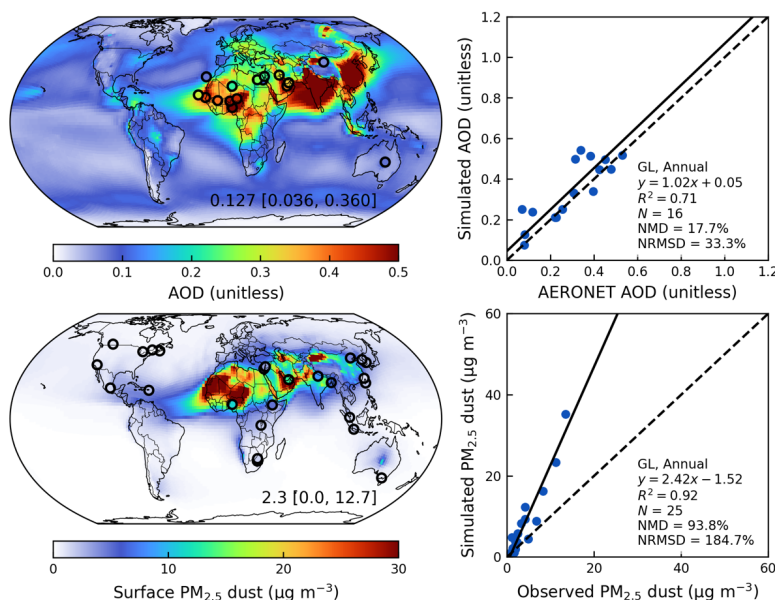 0.127 [0.036, 0.360]
0.0 0.1 0.2 0.3 0.4 0.5
AOD (unitless)
1.2
1.0
0.8
0.6
0.4
0.2
0.0
Simulated AOD (unitless)
GL, Annual
y = 1.02x + 0.05
R² = 0.71
N = 16
NMD = 17.7%
NRMSD = 33.3%
0.0 0.2 0.4 0.6 0.8 1.0 1.2
AERONET AOD (unitless)
2.3 [0.0, 12.7]
0 10 20 30
Surface PM₂.₅ dust (μg m⁻³)
60
40
20
0
Simulated PM₂.₅ dust (μg m⁻³)
GL, Annual
y = 2.42x − 1.52
R² = 0.92
N = 25
NMD = 93.8%
NRMSD = 184.7%
0 20 40 60
Observed PM₂.₅ dust (μg m⁻³)